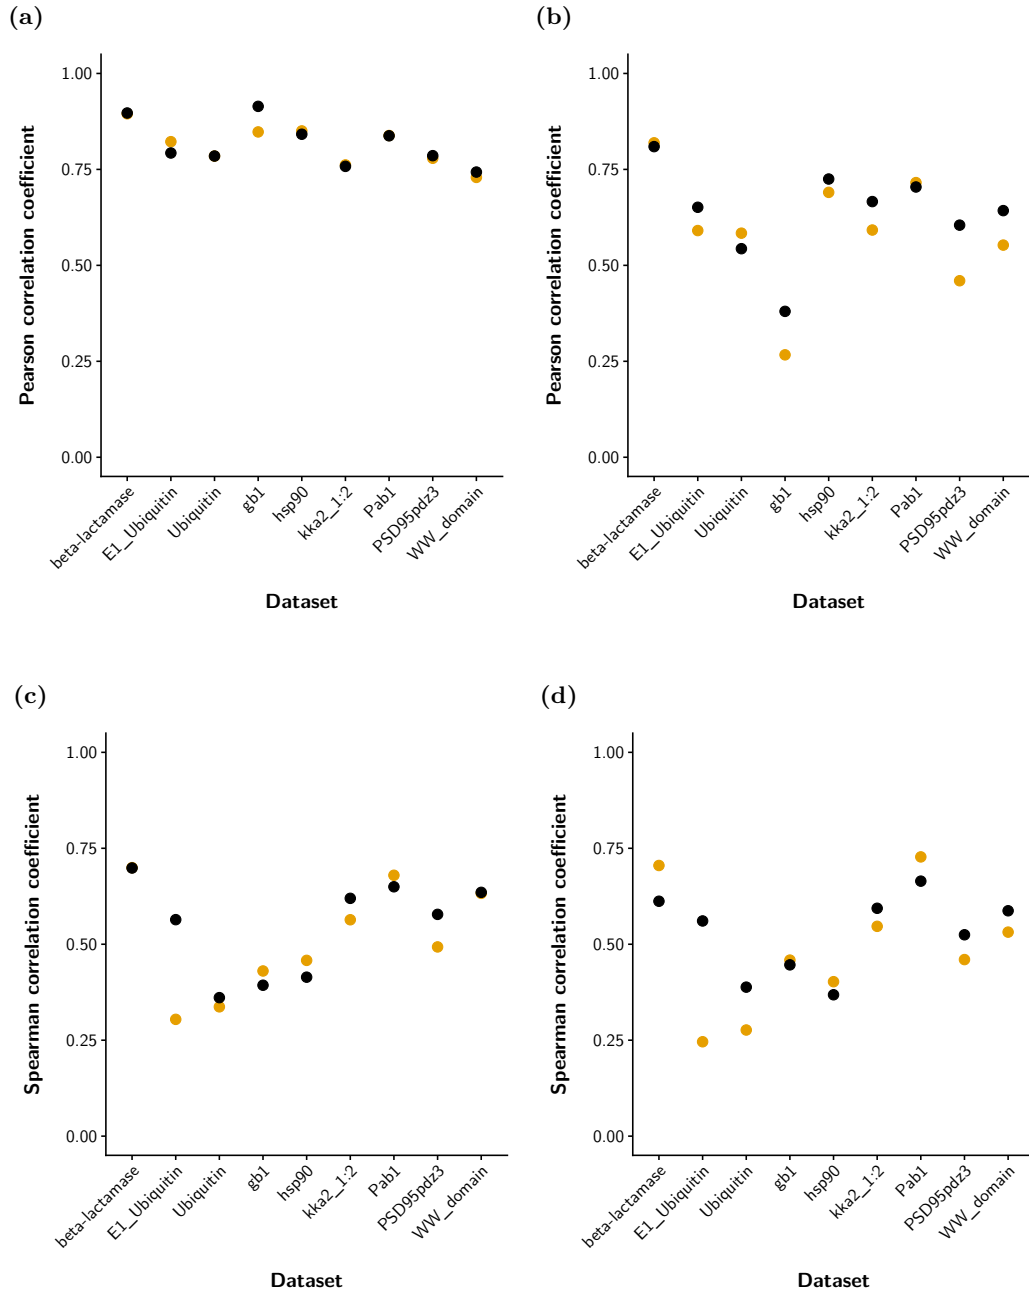 (a)
Pearson correlation coefficient
1.00
0.75
0.50
0.25
0.00
beta-lactamase
E1_Ubiquitin
Ubiquitin
gb1
hsp90
kka2_1:2
Pab1
PSD95pdz3
WW_domain
Dataset
(b)
Pearson correlation coefficient
1.00
0.75
0.50
0.25
0.00
beta-lactamase
E1_Ubiquitin
Ubiquitin
gb1
hsp90
kka2_1:2
Pab1
PSD95pdz3
WW_domain
Dataset
(c)
Spearman correlation coefficient
1.00
0.75
0.50
0.25
0.00
beta-lactamase
E1_Ubiquitin
Ubiquitin
gb1
hsp90
kka2_1:2
Pab1
PSD95pdz3
WW_domain
Dataset
(d)
Spearman correlation coefficient
1.00
0.75
0.50
0.25
0.00
beta-lactamase
E1_Ubiquitin
Ubiquitin
gb1
hsp90
kka2_1:2
Pab1
PSD95pdz3
WW_domain
Dataset